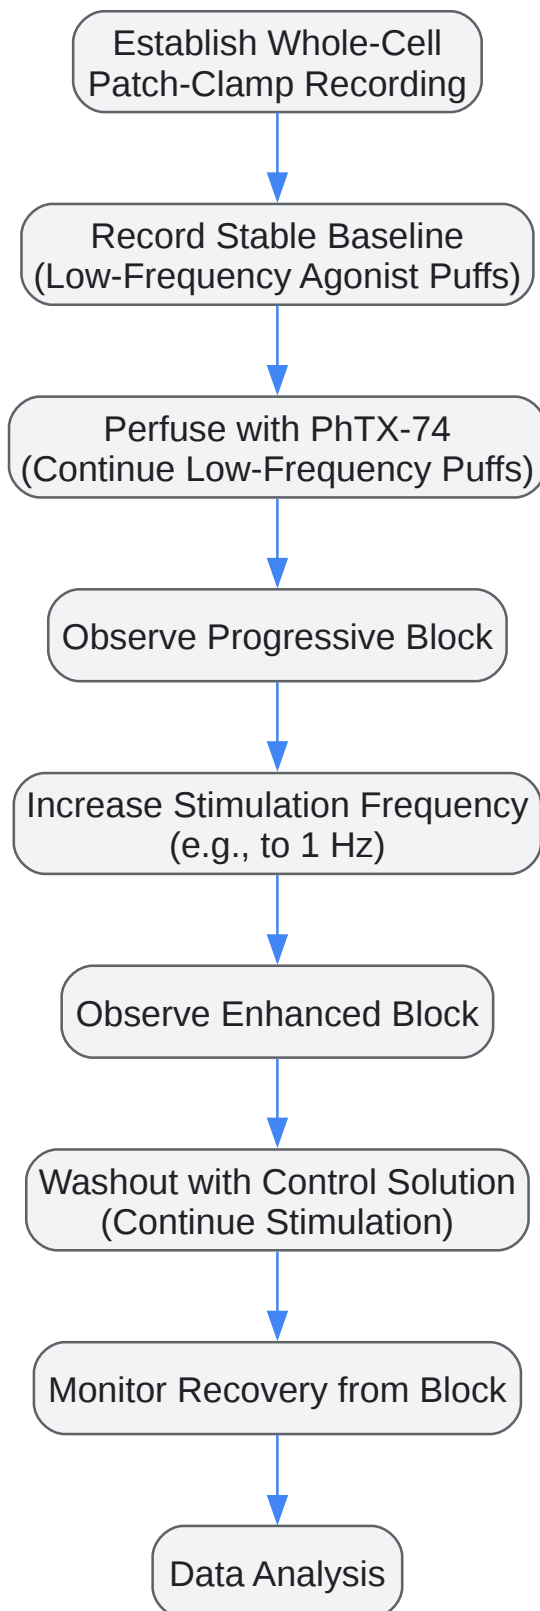 Establish Whole-Cell
Patch-Clamp Recording
Record Stable Baseline
(Low-Frequency Agonist Puffs)
Perfuse with PhTX-74
(Continue Low-Frequency Puffs)
Observe Progressive Block
Increase Stimulation Frequency
(e.g., to 1 Hz)
Observe Enhanced Block
Washout with Control Solution
(Continue Stimulation)
Monitor Recovery from Block
Data Analysis